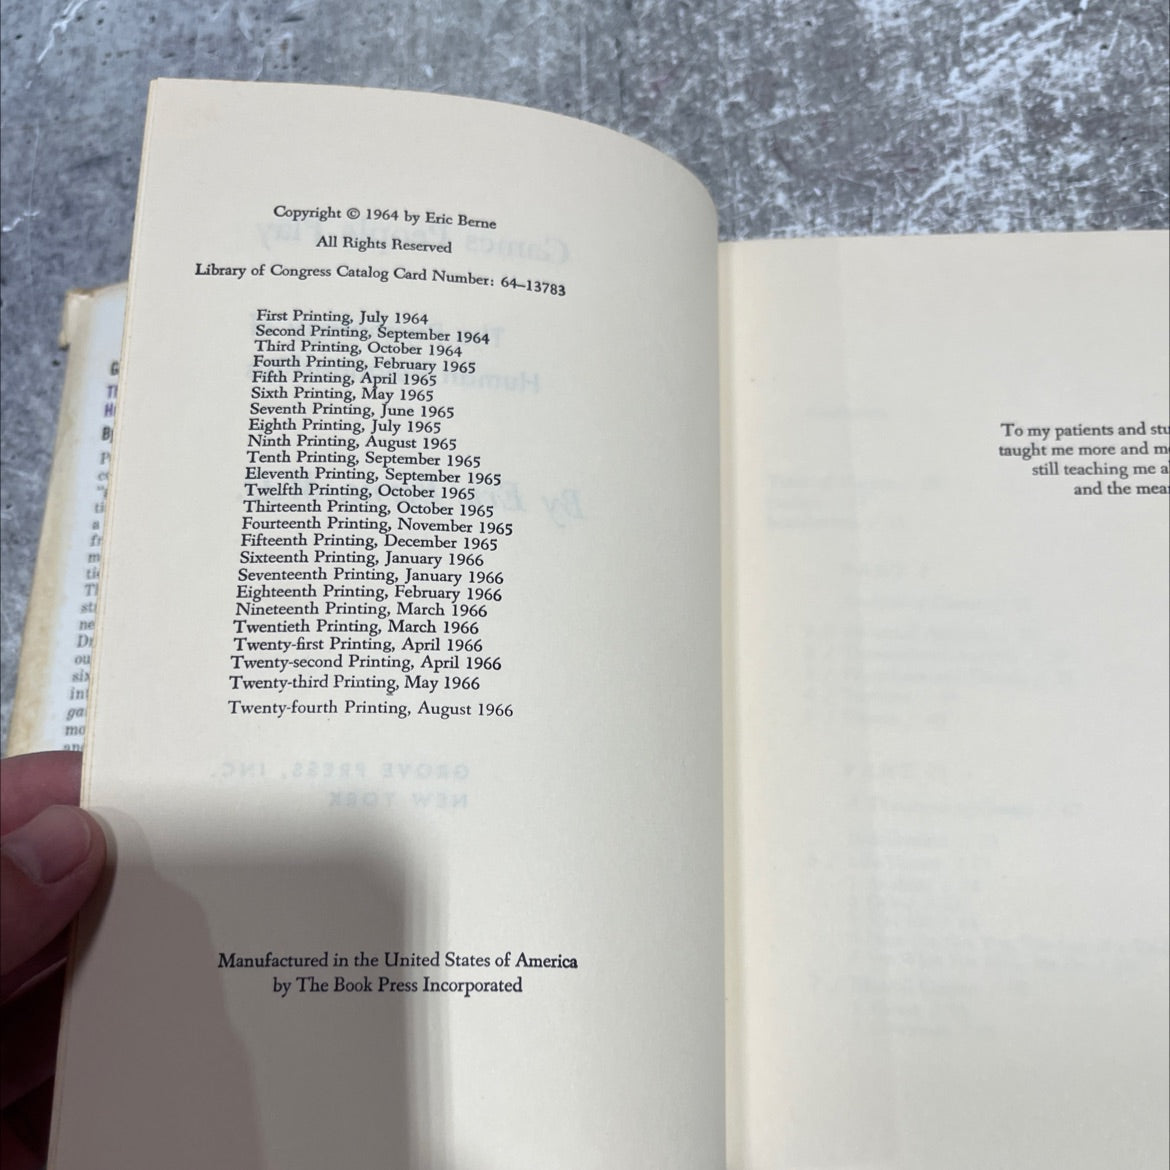 Copyright © 1964 by Eric Berne
All Rights Reserved
Library of Congress Catalog Card Number: 64–13783
First Printing, July 1964
Second Printing, September 1964
Third Printing, October 1964
Fourth Printing, February 1965
Fifth Printing, April 1965
Sixth Printing, May 1965
Seventh Printing, June 1965
Eighth Printing, July 1965
Ninth Printing, August 1965
Tenth Printing, September 1965
Eleventh Printing, September 1965
Twelfth Printing, October 1965
Thirteenth Printing, October 1965
Fourteenth Printing, November 1965
Fifteenth Printing, December 1965
Sixteenth Printing, January 1966
Seventeenth Printing, January 1966
Eighteenth Printing, February 1966
Nineteenth Printing, March 1966
Twentieth Printing, March 1966
Twenty-first Printing, April 1966
Twenty-second Printing, April 1966
Twenty-third Printing, May 1966
Twenty-fourth Printing, August 1966
Manufactured in the United States of America
by The Book Press Incorporated
To my patients and stu
taught me more and m
still teaching me a
and the mea